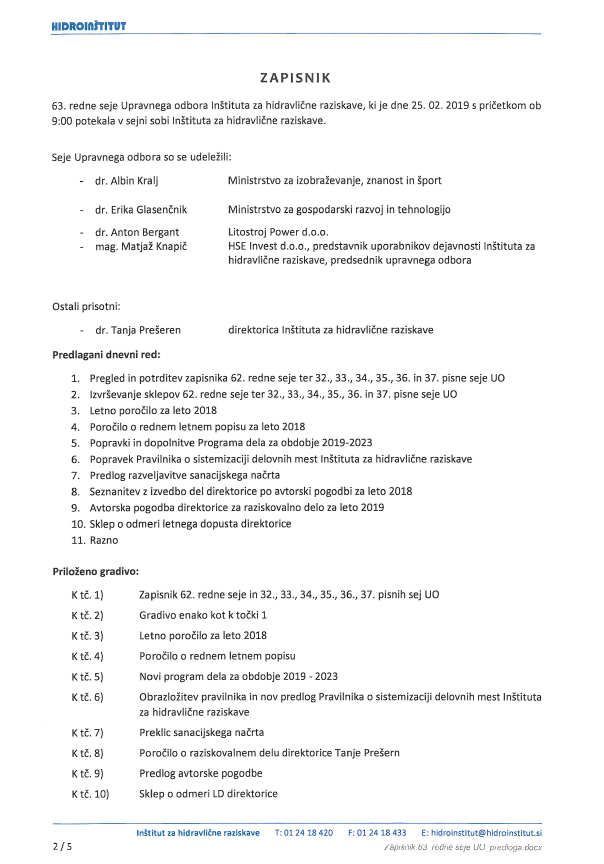 HIDROINŠTITUT
ZAPISNIK
63. redne seje Upravnega odbora Inštituta za hidravlične raziskave, ki je dne 25. 02. 2019 s pričetkom ob
9:00 potekala v sejni sobi Inštituta za hidravlične raziskave.
Seje Upravnega odbora so se udeležili:
- dr. Albin Kralj Ministrstvo za izobraževanje, znanost in šport
- dr. Erika Glasenčnik Ministrstvo za gospodarski razvoj in tehnologijo
- dr. Anton Bergant Litostroj Power d.o.o.
- mag. Matjaž Knapič HSE Invest d.o.o., predstavnik uporabnikov dejavnosti Inštituta za
hidravlične raziskave, predsednik upravnega odbora
Ostali prisotni:
- dr. Tanja Prešeren direktorica Inštituta za hidravlične raziskave
Predlagani dnevni red:
1. Pregled in potrditev zapisnika 62. redne seje ter 32., 33., 34., 35., 36. in 37. pisne seje UO
2. Izvrševanje sklepov 62. redne seje ter 32., 33., 34., 35., 36. in 37. pisne seje UO
3. Letno poročilo za leto 2018
4. Poročilo o rednem letnem popisu za leto 2018
5. Popravki in dopolnitve Programa dela za obdobje 2019-2023
6. Popravek Pravilnika o sistemizaciji delovnih mest Inštituta za hidravlične raziskave
7. Predlog razveljavitve sanacijskega načrta
8. Seznanitev z izvedbo del direktorice po avtorski pogodbi za leto 2018
9. Avtorska pogodba direktorice za raziskovalno delo za leto 2019
10. Sklep o odmeri letnega dopusta direktorice
11. Razno
Priloženo gradivo:
K tč. 1) Zapisnik 62. redne seje in 32., 33., 34., 35., 36., 37. pisnih sej UO
K tč. 2) Gradivo enako kot k točki 1
K tč. 3) Letno poročilo za leto 2018
K tč. 4) Poročilo o rednem letnem popisu
K tč. 5) Novi program dela za obdobje 2019 - 2023
K tč. 6) Obrazložitev pravilnika in nov predlog Pravilnika o sistemizaciji delovnih mest Inštituta
za hidravlične raziskave
K tč. 7) Preklic sanacijskega načrta
K tč. 8) Poročilo o raziskovalnem delu direktorice Tanje Prešern
K tč. 9) Predlog avtorske pogodbe
K tč. 10) Sklep o odmeri LD direktorice
Inštitut za hidravlične raziskave T: 01 24 18 420 F: 01 24 18 433 E: hidroinstitut@hidroinstitut.si
2 / 5 Zapisnik 63. redne seje UO_predloga.docx